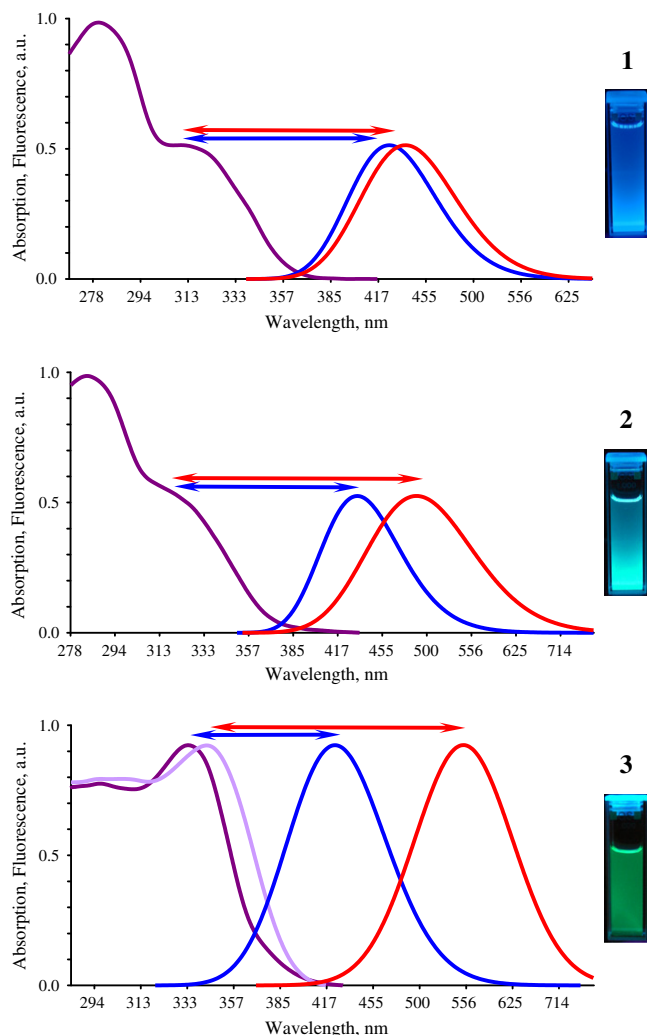 1.0
0.5
0.0
Absorption, Fluorescence, a.u.
278 294 313 333 357 385 417 455 500 556 625
Wavelength, nm
1
1.0
0.5
0.0
Absorption, Fluorescence, a.u.
278 294 313 333 357 385 417 455 500 556 625 714
Wavelength, nm
2
1.0
0.5
0.0
Absorption, Fluorescence, a.u.
294 313 333 357 385 417 455 500 556 625 714
Wavelength, nm
3